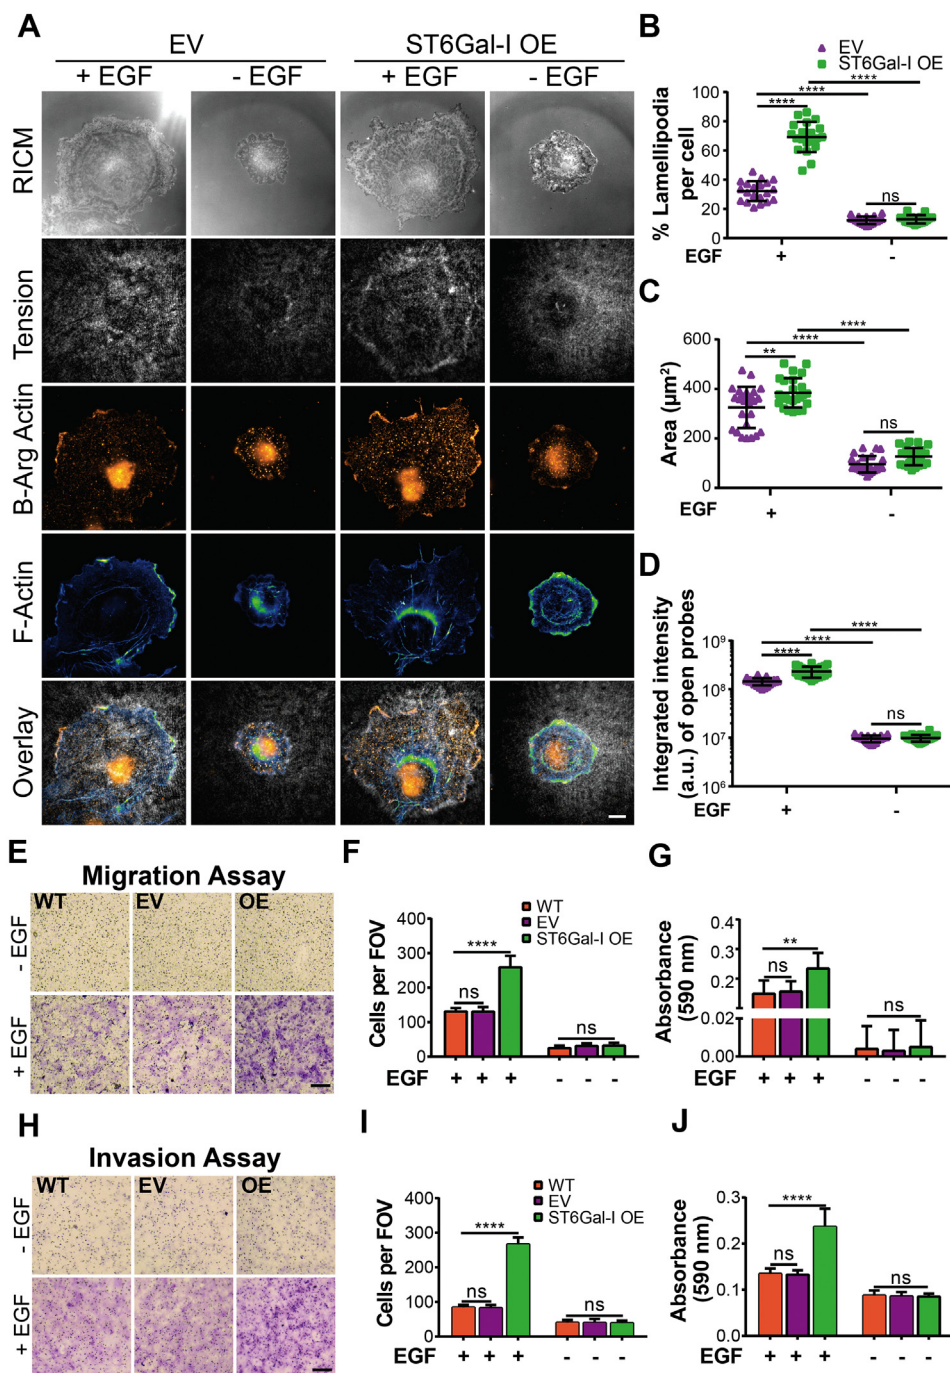 A
EV
ST6Gal-I OE
+ EGF
- EGF
+ EGF
- EGF
RICM
Tension
B-Arg Actin
F-Actin
Overlay
B
EV
ST6Gal-I OE
****
****
****
ns
100
80
60
40
20
0
% Lamellipodia
per cell
EGF
+
-
C
****
****
**
ns
600
400
200
0
Area (µm²)
EGF
+
-
D
****
****
****
ns
10⁹
10⁸
10⁷
10⁶
Integrated intensity
(a.u.) of open probes
EGF
+
-
E
Migration Assay
WT
EV
OE
- EGF
+ EGF
F
WT
EV
ST6Gal-I OE
400
300
200
100
0
Cells per FOV
****
ns
ns
EGF + + + - - -
G
0.3
0.2
0.02
0.00
Absorbance
(590 nm)
**
ns
ns
EGF + + + - - -
H
Invasion Assay
WT
EV
OE
- EGF
+ EGF
I
WT
EV
ST6Gal-I OE
400
300
200
100
0
Cells per FOV
****
ns
ns
EGF + + + - - -
J
0.3
0.2
0.1
0.0
Absorbance
(590 nm)
****
ns
ns
EGF + + + - - -